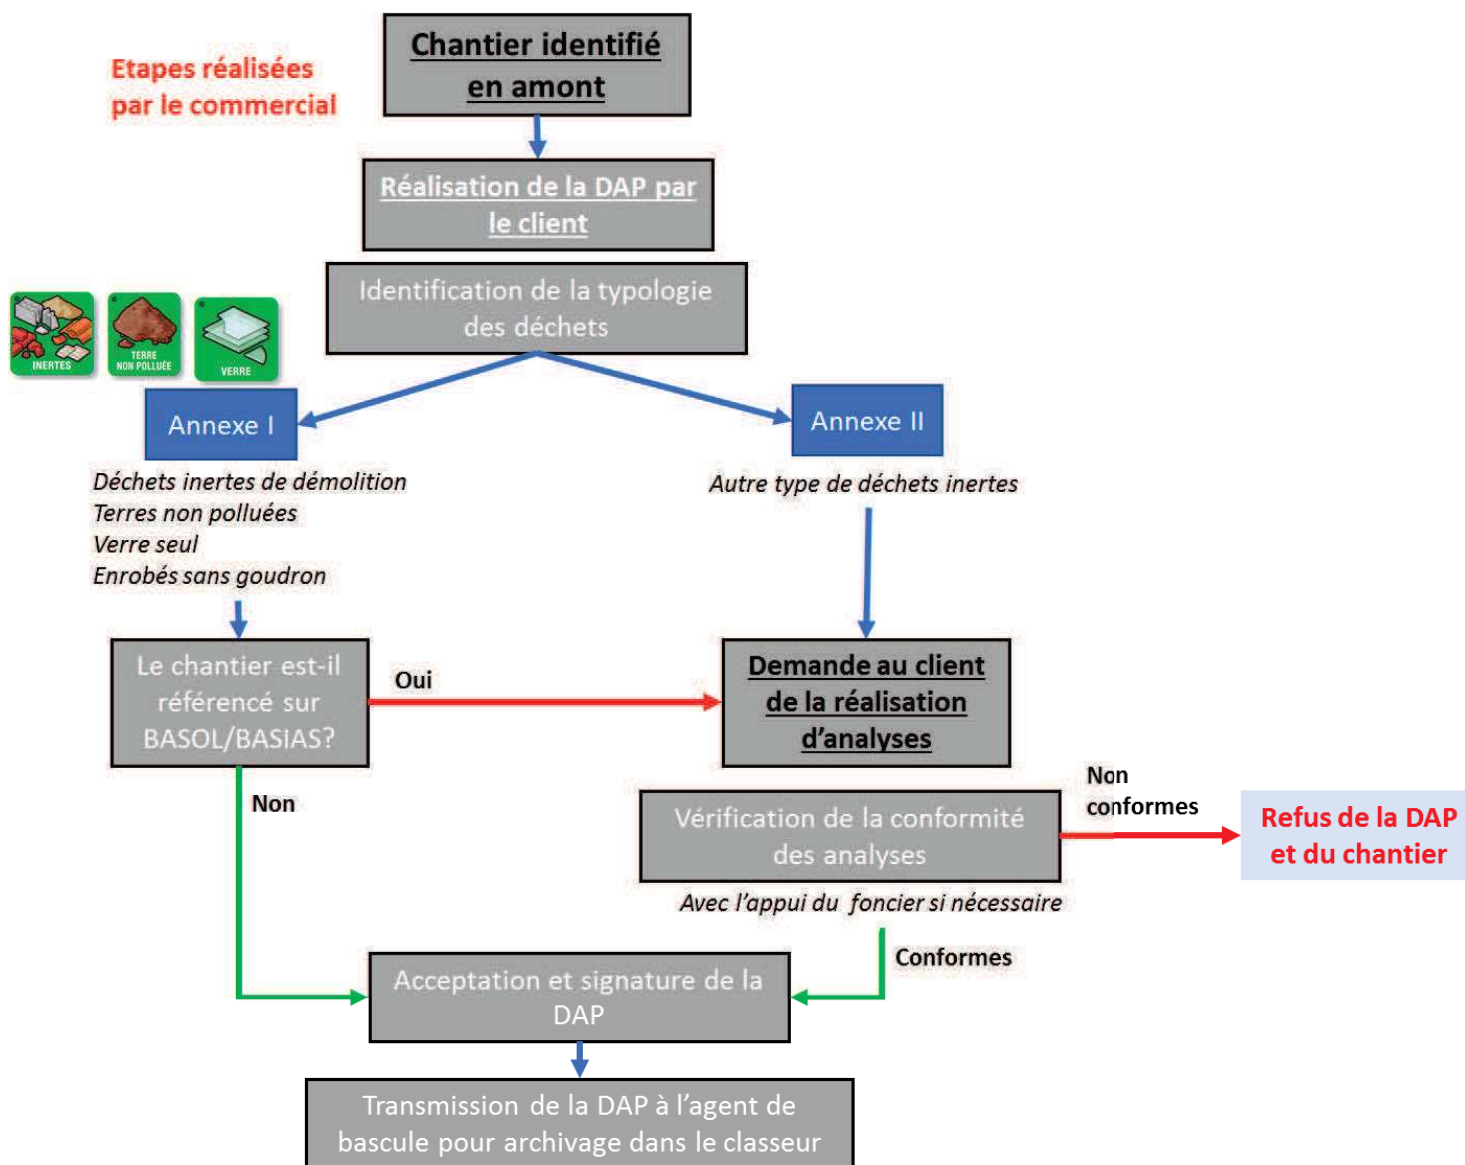 Etapes réalisées
par le commercial
Chantier identifié
en amont
Réalisation de la DAP par
le client
Identification de la typologie
des déchets
INERTES
TERRE
NON POLLUÉE
VERRE
Annexe I
Annexe II
Déchets inertes de démolition
Terres non polluées
Verre seul
Enrobés sans goudron
Autre type de déchets inertes
Le chantier est-il
référencé sur
BASOL/BASIAS?
Oui
Demande au client
de la réalisation
d'analyses
Non
Vérification de la conformité
des analyses
Non
conformes
Refus de la DAP
et du chantier
Avec l'appui du foncier si nécessaire
Conformes
Acceptation et signature de la
DAP
Transmission de la DAP à l'agent de
bascule pour archivage dans le classeur